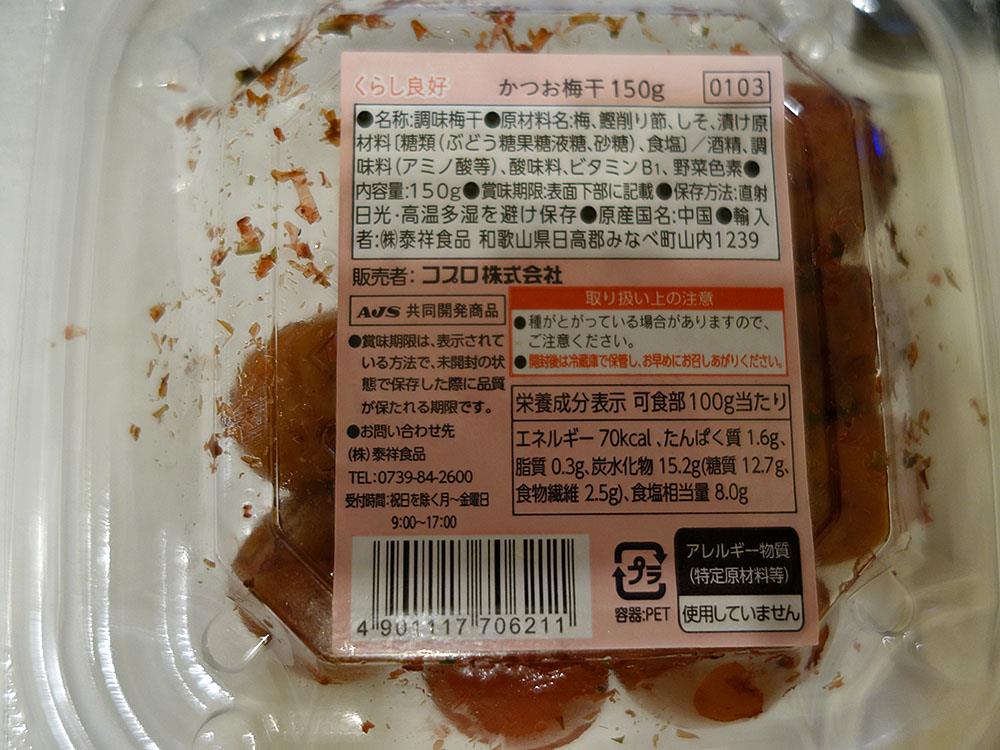 くらし良好 かつお梅干150g 0103
●名称:調味梅干●原材料名:梅、鰹削り節、しそ、漬け原
材料〔糖類(ぶどう糖果糖液糖、砂糖)、食塩〕/酒精、調
味料(アミノ酸等)、酸味料、ビタミンB1、野菜色素●
内容量:150g●賞味期限:表面下部に記載●保存方法:直射
日光・高温多湿を避け保存●原産国名:中国●輸入
者:㈱泰祥食品 和歌山県日高郡みなべ町山内1239
販売者:コプロ株式会社
AJS 共同開発商品
●賞味期限は、表示されて
いる方法で、未開封の状
態で保存した際に品質
が保たれる期限です。
●お問い合わせ先
(株)泰祥食品
TEL:0739-84-2600
受付時間:祝日を除く月〜金曜日
9:00〜17:00
取り扱い上の注意
●種がとがっている場合がありますので、
ご注意ください。
●開封後は冷蔵庫で保管し、お早めにお召しあがりください。
栄養成分表示 可食部100g当たり
エネルギー 70kcal、たんぱく質 1.6g、
脂質 0.3g、炭水化物 15.2g(糖質 12.7g、
食物繊維 2.5g)、食塩相当量 8.0g
4 901117 706211
プラ
容器:PET
アレルギー物質
(特定原材料等)
使用していません